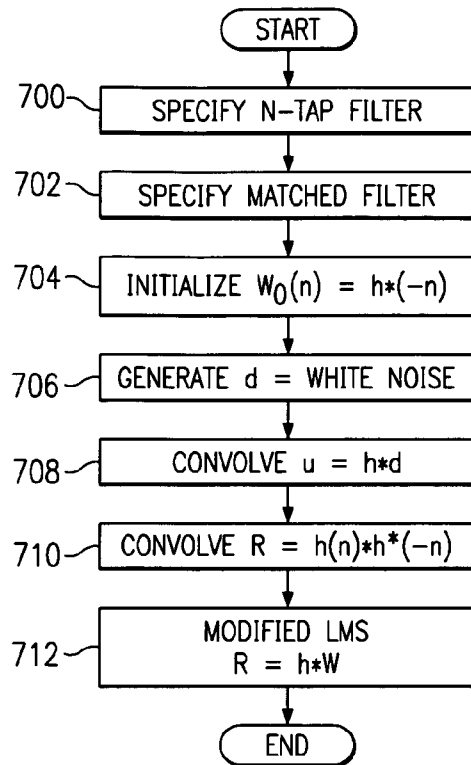 START
700
SPECIFY N-TAP FILTER
702
SPECIFY MATCHED FILTER
704
INITIALIZE W0(n) = h*(-n)
706
GENERATE d = WHITE NOISE
708
CONVOLVE u = h*d
710
CONVOLVE R = h(n)*h*(-n)
712
MODIFIED LMS
R = h*W
END